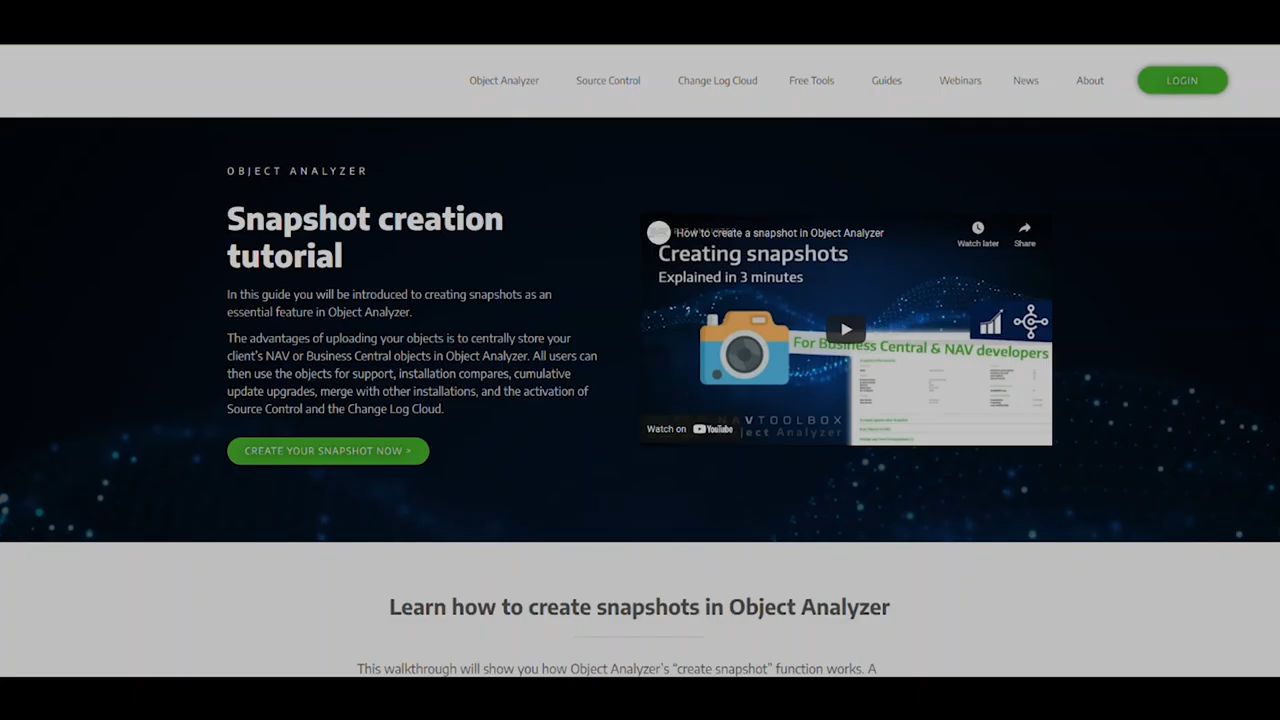 Object Analyzer Source Control Change Log Cloud Free Tools Guides Webinars News About LOGIN
OBJECT ANALYZER
Snapshot creation
tutorial
In this guide you will be introduced to creating snapshots as an
essential feature in Object Analyzer.
The advantages of uploading your objects is to centrally store your
client's NAV or Business Central objects in Object Analyzer. All users can
then use the objects for support, installation compares, cumulative
update upgrades, merge with other installations, and the activation of
Source Control and the Change Log Cloud.
CREATE YOUR SNAPSHOT NOW >
How to create a snapshot in Object Analyzer
Watch later Share
Creating snapshots
Explained in 3 minutes
For Business Central & NAV developers
Watch on YouTube
NAVTOOLBOX
Object Analyzer
Learn how to create snapshots in Object Analyzer
This walkthrough will show you how Object Analyzer's “create snapshot” function works. A